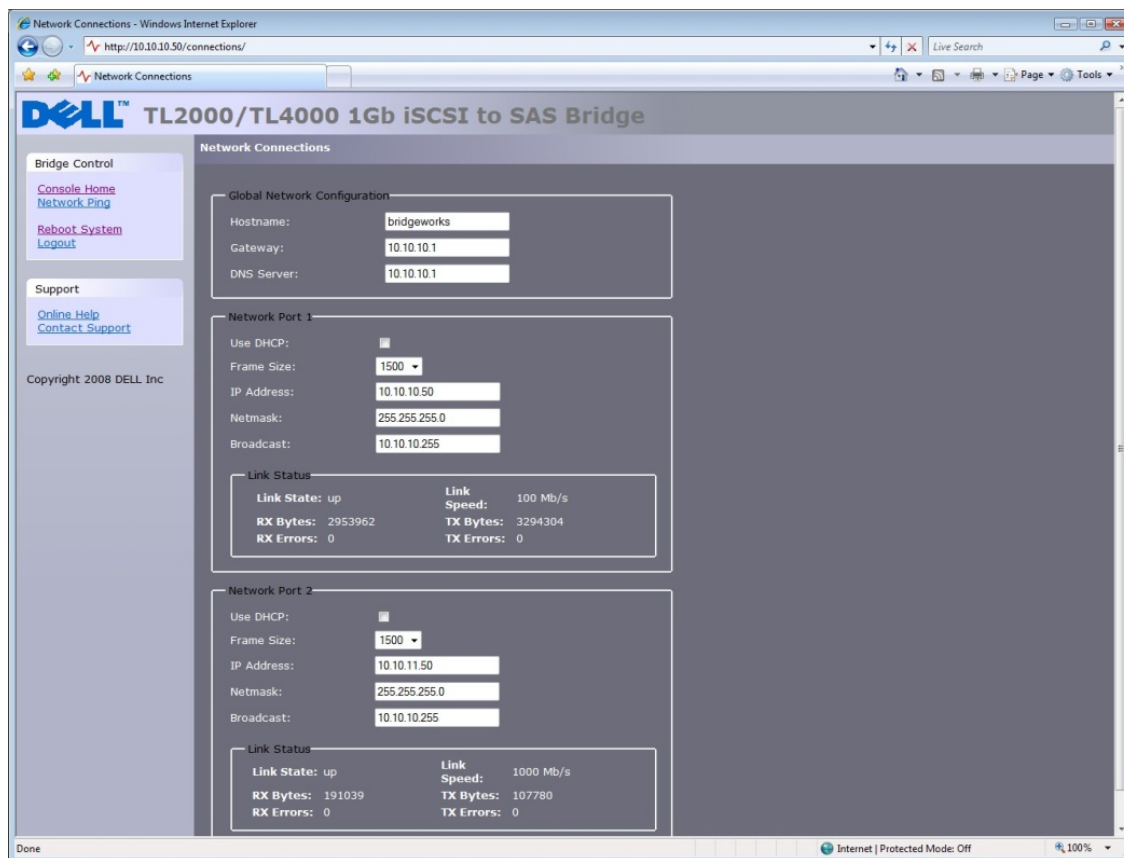 Network Connections - Windows Internet Explorer
http://10.10.10.50/connections/
Live Search
Network Connections
Page
Tools
DELL™ TL2000/TL4000 1Gb iSCSI to SAS Bridge
Network Connections
Bridge Control
Console Home
Network Ping
Reboot System
Logout
Support
Online Help
Contact Support
Copyright 2008 DELL Inc
Global Network Configuration
Hostname: bridgeworks
Gateway: 10.10.10.1
DNS Server: 10.10.10.1
Network Port 1
Use DHCP:
Frame Size: 1500
IP Address: 10.10.10.50
Netmask: 255.255.255.0
Broadcast: 10.10.10.255
Link Status
Link State: up Link Speed: 100 Mb/s
RX Bytes: 2953962 TX Bytes: 3294304
RX Errors: 0 TX Errors: 0
Network Port 2
Use DHCP:
Frame Size: 1500
IP Address: 10.10.11.50
Netmask: 255.255.255.0
Broadcast: 10.10.10.255
Link Status
Link State: up Link Speed: 1000 Mb/s
RX Bytes: 191039 TX Bytes: 107780
RX Errors: 0 TX Errors: 0
Done
Internet | Protected Mode: Off
100%